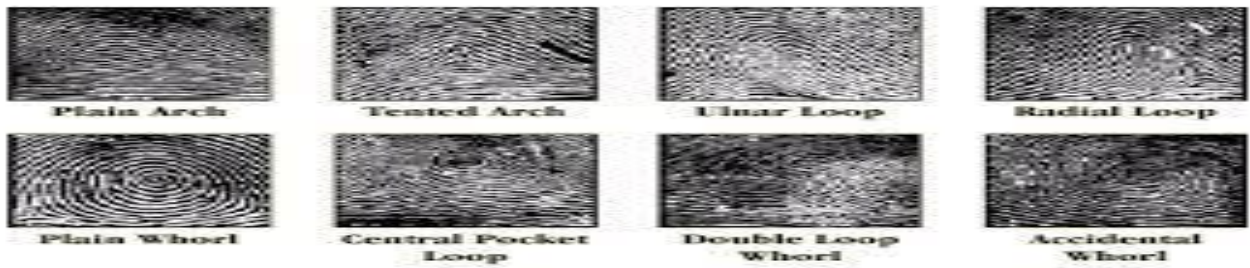 Plain Arch
Tented Arch
Ulnar Loop
Radial Loop
Plain Whorl
Central Pocket
Loop
Double Loop
Whorl
Accidental
Whorl